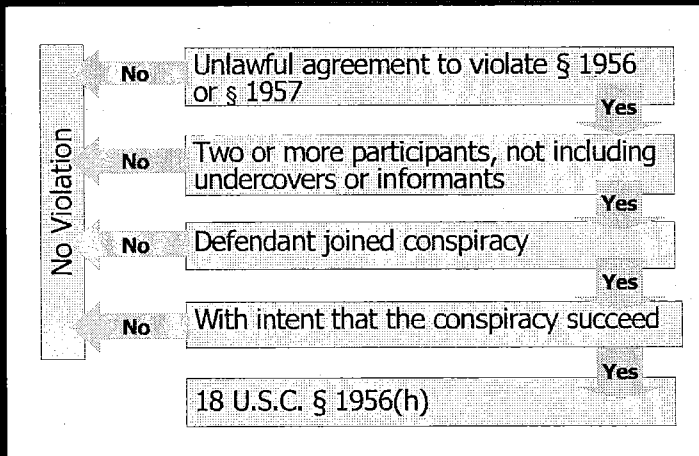 No Violation
No
Unlawful agreement to violate § 1956
or § 1957
Yes
No
Two or more participants, not including
undercovers or informants
Yes
No
Defendant joined conspiracy
Yes
No
With intent that the conspiracy succeed
Yes
18 U.S.C. § 1956(h)